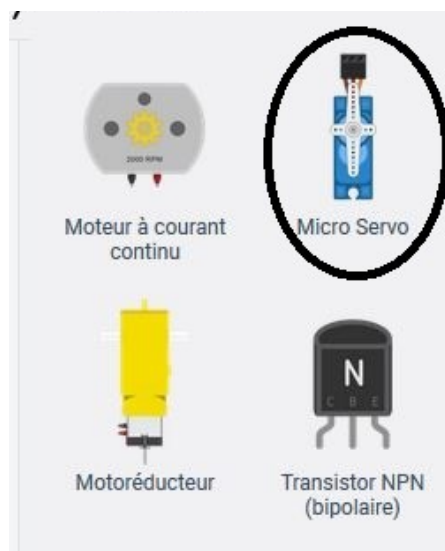 2000 RPM
Moteur à courant
continu
Micro Servo
Motoréducteur
N
C B E
Transistor NPN
(bipolaire)